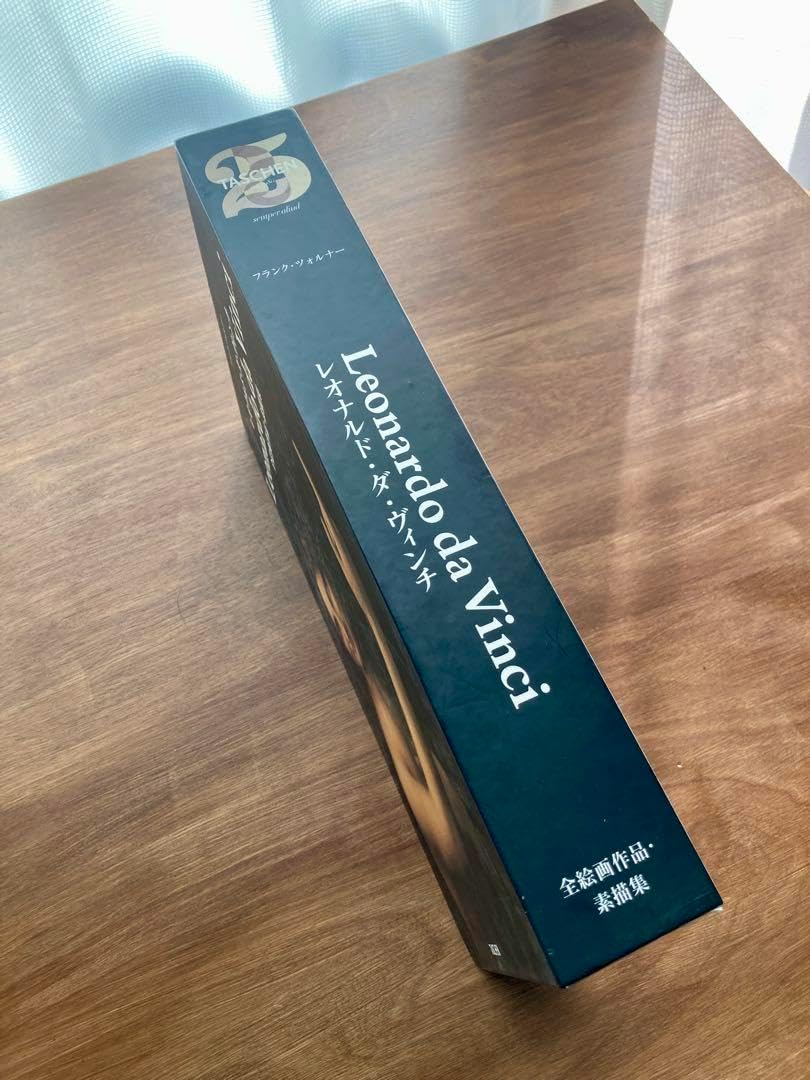 25
TASCHEN
semper aliud
フランク・ツォルナー
Leonardo da Vinci
レオナルド・ダ・ヴィンチ
全絵画作品・
素描集